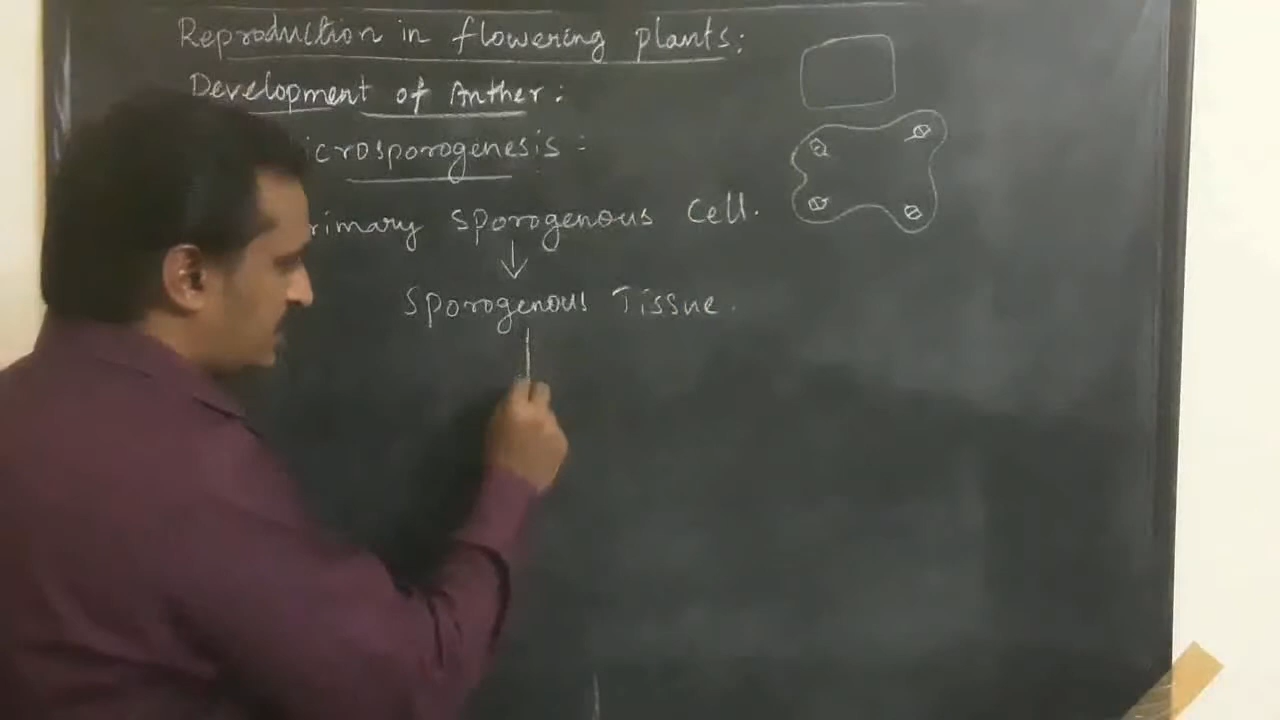 Reproduction in flowering plants:
Development of Anther:
icrosporogenesis:
rimary Sporogenous Cell.
Sporogenous Tissue.